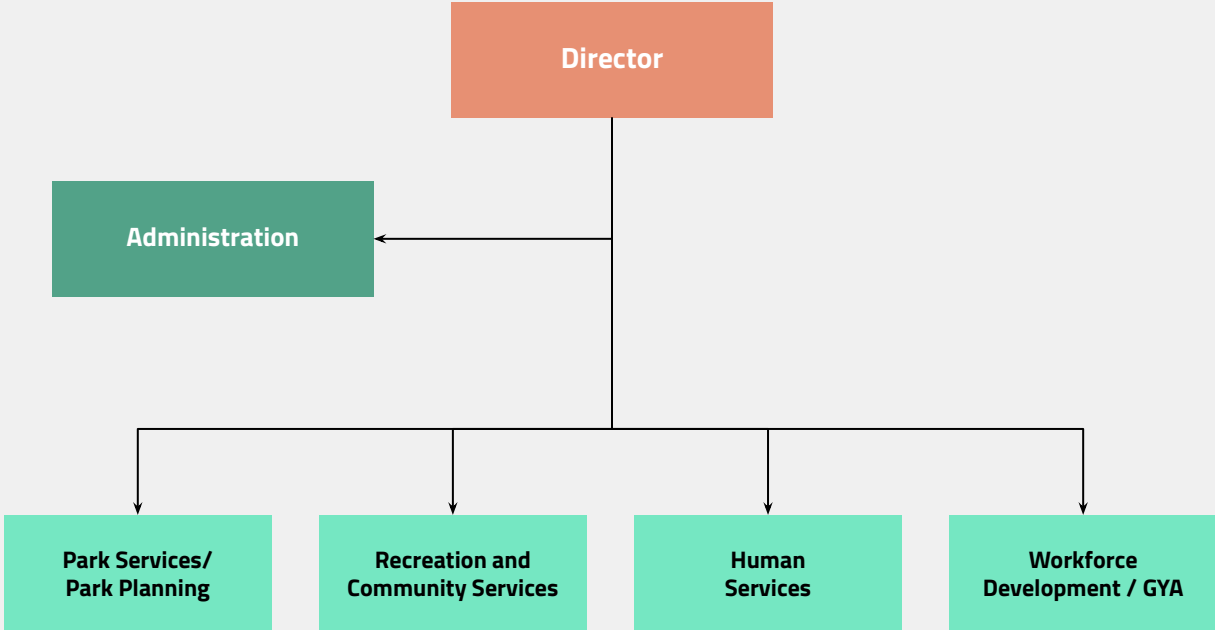 Director
Administration
Park Services/
Park Planning
Recreation and
Community Services
Human
Services
Workforce
Development / GYA